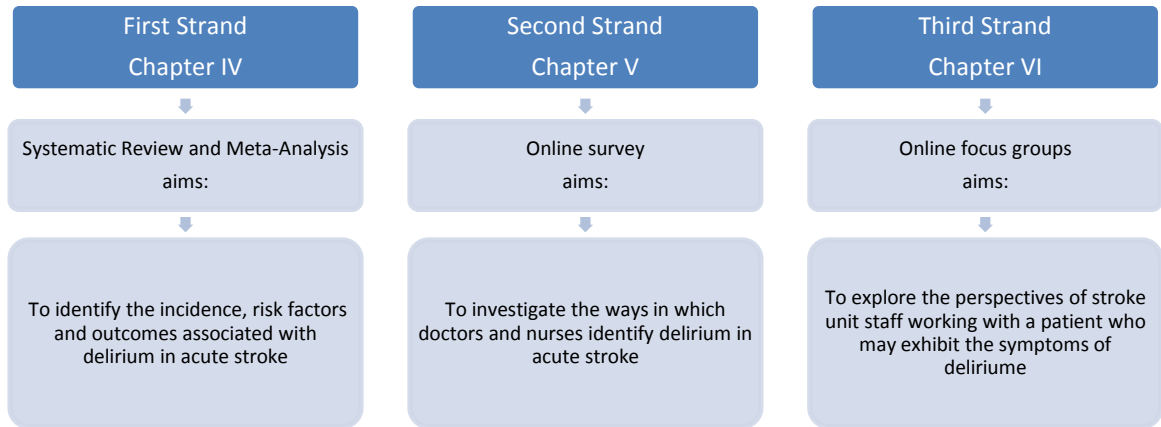 First Strand
Chapter IV
Systematic Review and Meta-Analysis
aims:
To identify the incidence, risk factors
and outcomes associated with
delirium in acute stroke
Second Strand
Chapter V
Online survey
aims:
To investigate the ways in which
doctors and nurses identify delirium in
acute stroke
Third Strand
Chapter VI
Online focus groups
aims:
To explore the perspectives of stroke
unit staff working with a patient who
may exhibit the symptoms of
deliriume